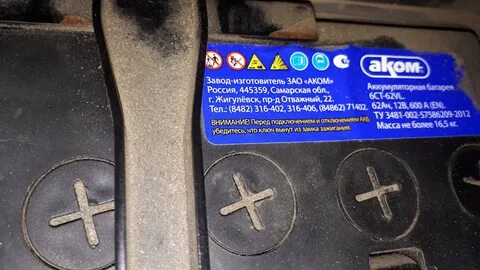 аком
Завод-изготовитель ЗАО «АКОМ»
Россия, 445359, Самарская обл.,
г. Жигулёвск, пр-д Отважный, 22.
Тел.: (8482) 316-402, 316-406, (84862) 71402.
ВНИМАНИЕ! Перед подключением и отключением АКБ,
убедитесь, что ключ вынут из замка зажигания.
Аккумуляторная батарея
6СТ-62VL.
62Ач, 12В, 600 А (EN).
ТУ 3481-002-57586209-2012
Масса не более 16,5 кг.